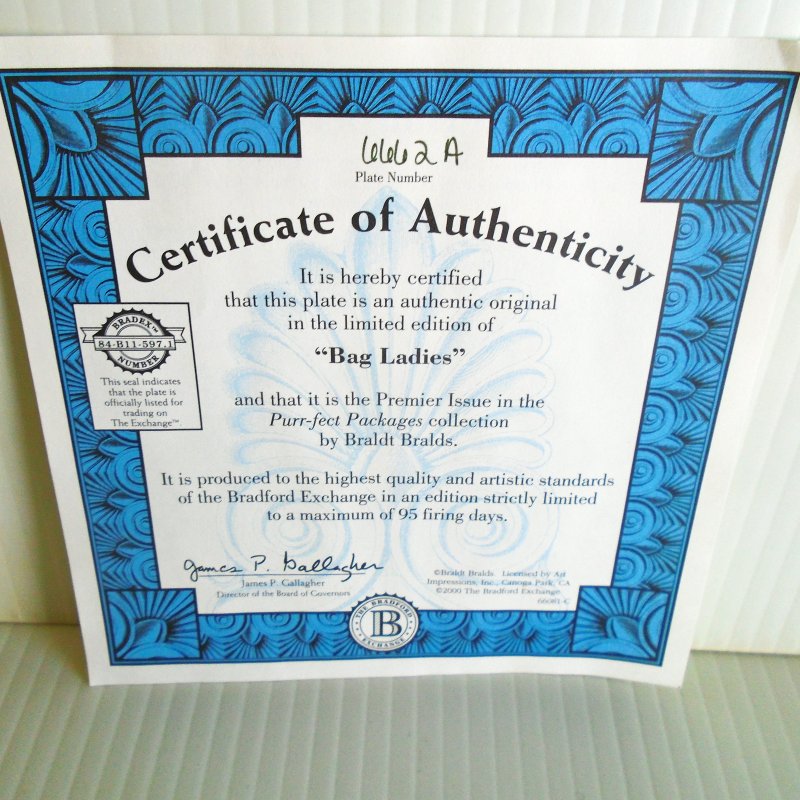 6662A
Plate Number
Certificate of Authenticity
It is hereby certified
that this plate is an authentic original
in the limited edition of
“Bag Ladies”
and that it is the Premier Issue in the
Purr-fect Packages collection
by Braldt Bralds.
It is produced to the highest quality and artistic standards
of the Bradford Exchange in an edition strictly limited
to a maximum of 95 firing days.
BRADEX™
84-B11-597.1
NUMBER
This seal indicates
that the plate is
officially listed for
trading on
The Exchange™
James P. Gallagher
James P. Gallagher
Director of the Board of Governors
©Braldt Bralds. Licensed by Art
Impressions, Inc., Canoga Park, CA
©2000 The Bradford Exchange
66081-C
THE BRADFORD
B
EXCHANGE